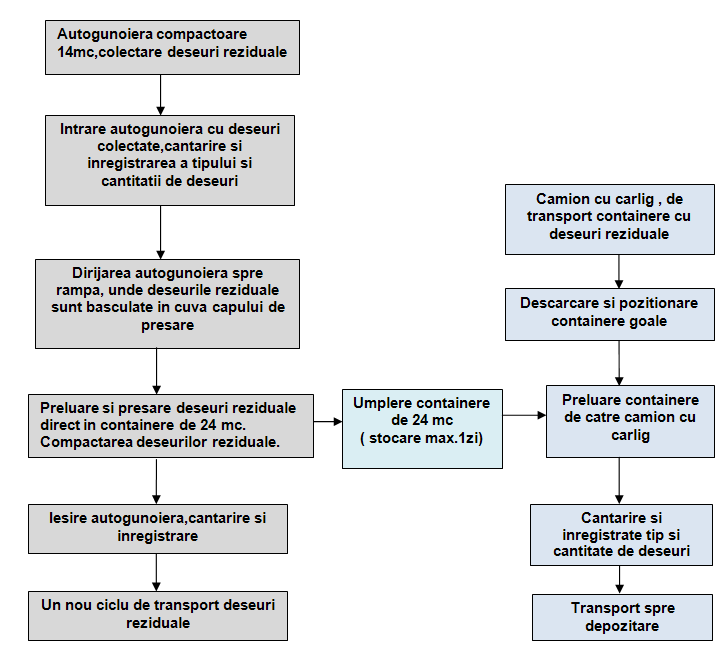 Autogunoiera compactoare
14mc,colectare deseuri reziduale
Intrare autogunoiera cu deseuri
colectate,cantarire si
inregistrarea a tipului si
cantitatii de deseuri
Dirijarea autogunoiera spre
rampa, unde deseurile reziduale
sunt basculate in cuva capului de
presare
Preluare si presare deseuri reziduale
direct in containere de 24 mc.
Compactarea deseurilor reziduale.
Iesire autogunoiera,cantarire si
inregistrare
Un nou ciclu de transport deseuri
reziduale
Umplere containere
de 24 mc
( stocare max.1zi)
Camion cu carlig , de
transport containere cu
deseuri reziduale
Descarcare si pozitionare
containere goale
Preluare containere
de catre camion cu
carlig
Cantarire si
inregistrate tip si
cantitate de deseuri
Transport spre
depozitare